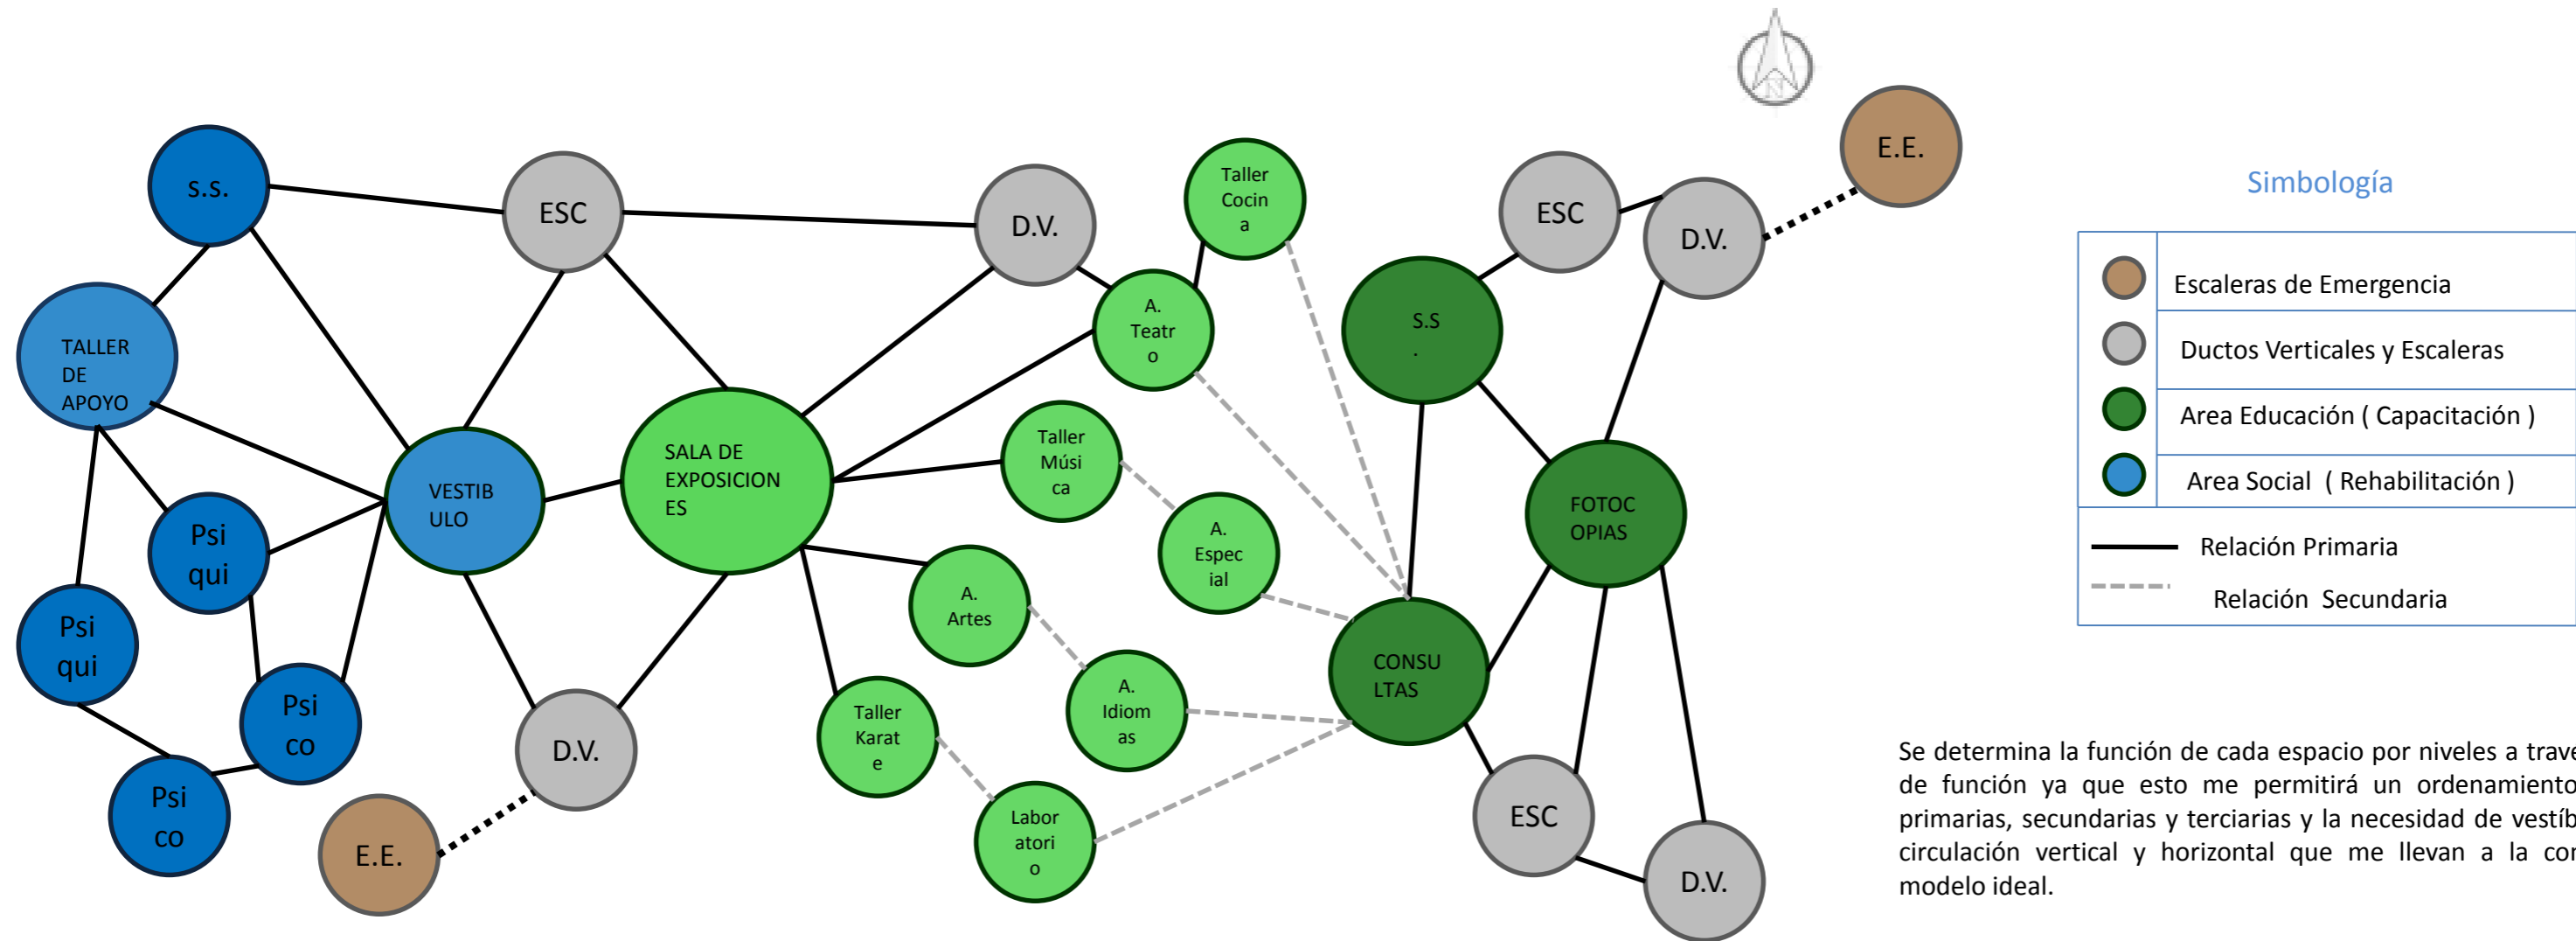 N
E.E.
s.s.
ESC
D.V.
Taller
Cocin
a
ESC
D.V.
A.
Teatr
o
S.S
.
TALLER
DE
APOYO
VESTIB
ULO
SALA DE
EXPOSICION
ES
Taller
Músi
ca
A.
Espec
ial
FOTOC
OPIAS
Psi
qui
Psi
qui
Psi
co
Psi
co
E.E.
D.V.
A.
Artes
Taller
Karat
e
A.
Idiom
as
Labor
atori
o
CONSU
LTAS
ESC
D.V.
Simbología
Escaleras de Emergencia
Ductos Verticales y Escaleras
Area Educación ( Capacitación )
Area Social ( Rehabilitación )
Relación Primaria
Relación Secundaria
Se determina la función de cada espacio por niveles a trav
de función ya que esto me permitirá un ordenamiento
primarias, secundarias y terciarias y la necesidad de vestíb
circulación vertical y horizontal que me llevan a la con
modelo ideal.